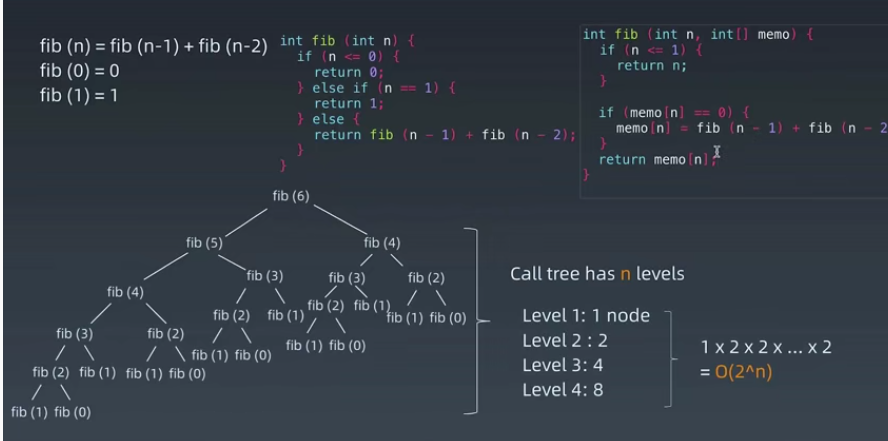 fib (n) = fib (n-1) + fib (n-2)
fib (0) = 0
fib (1) = 1
int fib (int n) {
if (n <= 0) {
return 0;
} else if (n == 1) {
return 1;
} else {
return fib (n - 1) + fib (n - 2);
}
}
int fib (int n, int[] memo) {
if (n <= 1) {
return n;
}
if (memo[n] == 0) {
memo[n] = fib (n - 1) + fib (n - 2
}
return memo[n];
}
fib (6)
fib (5) fib (4)
fib (4) fib (3) fib (3) fib (2)
fib (3) fib (2) fib (2) fib (1) fib (2) fib (1) fib (1) fib (0)
fib (2) fib (1) fib (1) fib (0) fib (1) fib (0) fib (1) fib (0)
fib (1) fib (0)
Call tree has n levels
Level 1: 1 node
Level 2 : 2
Level 3: 4
Level 4: 8
1 x 2 x 2 x ... x 2
= O(2^n)